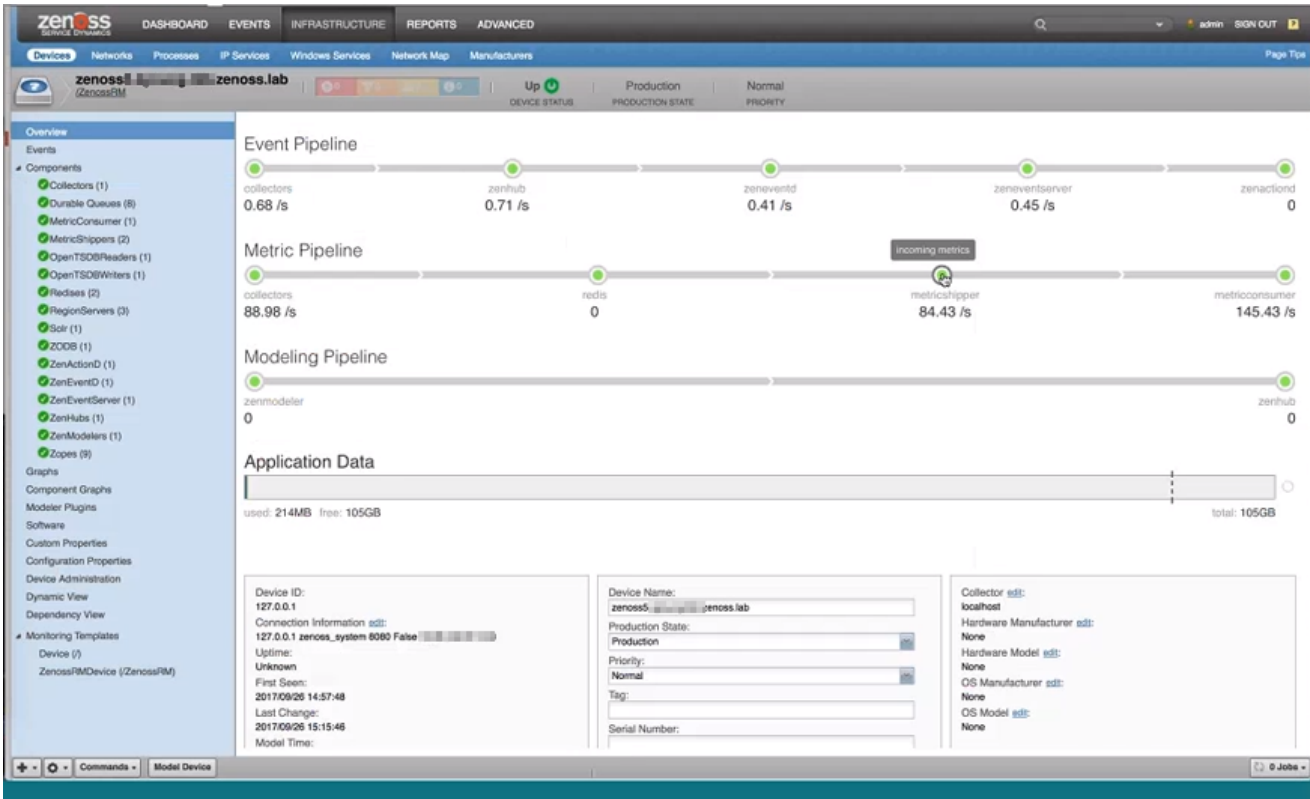 zenoss
SERVICE DYNAMICS
DASHBOARD EVENTS INFRASTRUCTURE REPORTS ADVANCED
admin SIGN OUT ?
Devices Networks Processes IP Services Windows Services Network Map Manufacturers Page Tips
zenoss5 zenoss.lab
/ZenossRM
0 0
Up
DEVICE STATUS
Production
PRODUCTION STATE
Normal
PRIORITY
Overview
Events
Components
Collectors (1)
Durable Queues (8)
MetricConsumer (1)
MetricShippers (2)
OpenTSDBReaders (1)
OpenTSDBWriters (1)
Redises (2)
RegionServers (3)
Solr (1)
ZODB (1)
ZenActionD (1)
ZenEventD (1)
ZenEventServer (1)
ZenHubs (1)
ZenModelers (1)
Zopes (9)
Graphs
Component Graphs
Modeler Plugins
Software
Custom Properties
Configuration Properties
Device Administration
Dynamic View
Dependency View
Monitoring Templates
Device (/)
ZenossRMDevice (/ZenossRM)
Event Pipeline
collectors zenhub zeneventd zeneventserver zenactiond
0.68 /s 0.71 /s 0.41 /s 0.45 /s 0
Metric Pipeline
incoming metrics
collectors redis metricshipper metricconsumer
88.98 /s 0 84.43 /s 145.43 /s
Modeling Pipeline
zenmodeler zenhub
0 0
Application Data
used: 214MB free: 105GB total: 105GB
Device ID:
127.0.0.1
Connection Information edit:
127.0.0.1 zenoss_system 8080 False
Uptime:
Unknown
First Seen:
2017/09/26 14:57:48
Last Change:
2017/09/26 15:15:46
Model Time:
Device Name:
zenoss5 zenoss.lab
Production State:
Production
Priority:
Normal
Tag:
Serial Number:
Collector edit:
localhost
Hardware Manufacturer edit:
None
Hardware Model edit:
None
OS Manufacturer edit:
None
OS Model edit:
None
Commands Model Device 0 Jobs